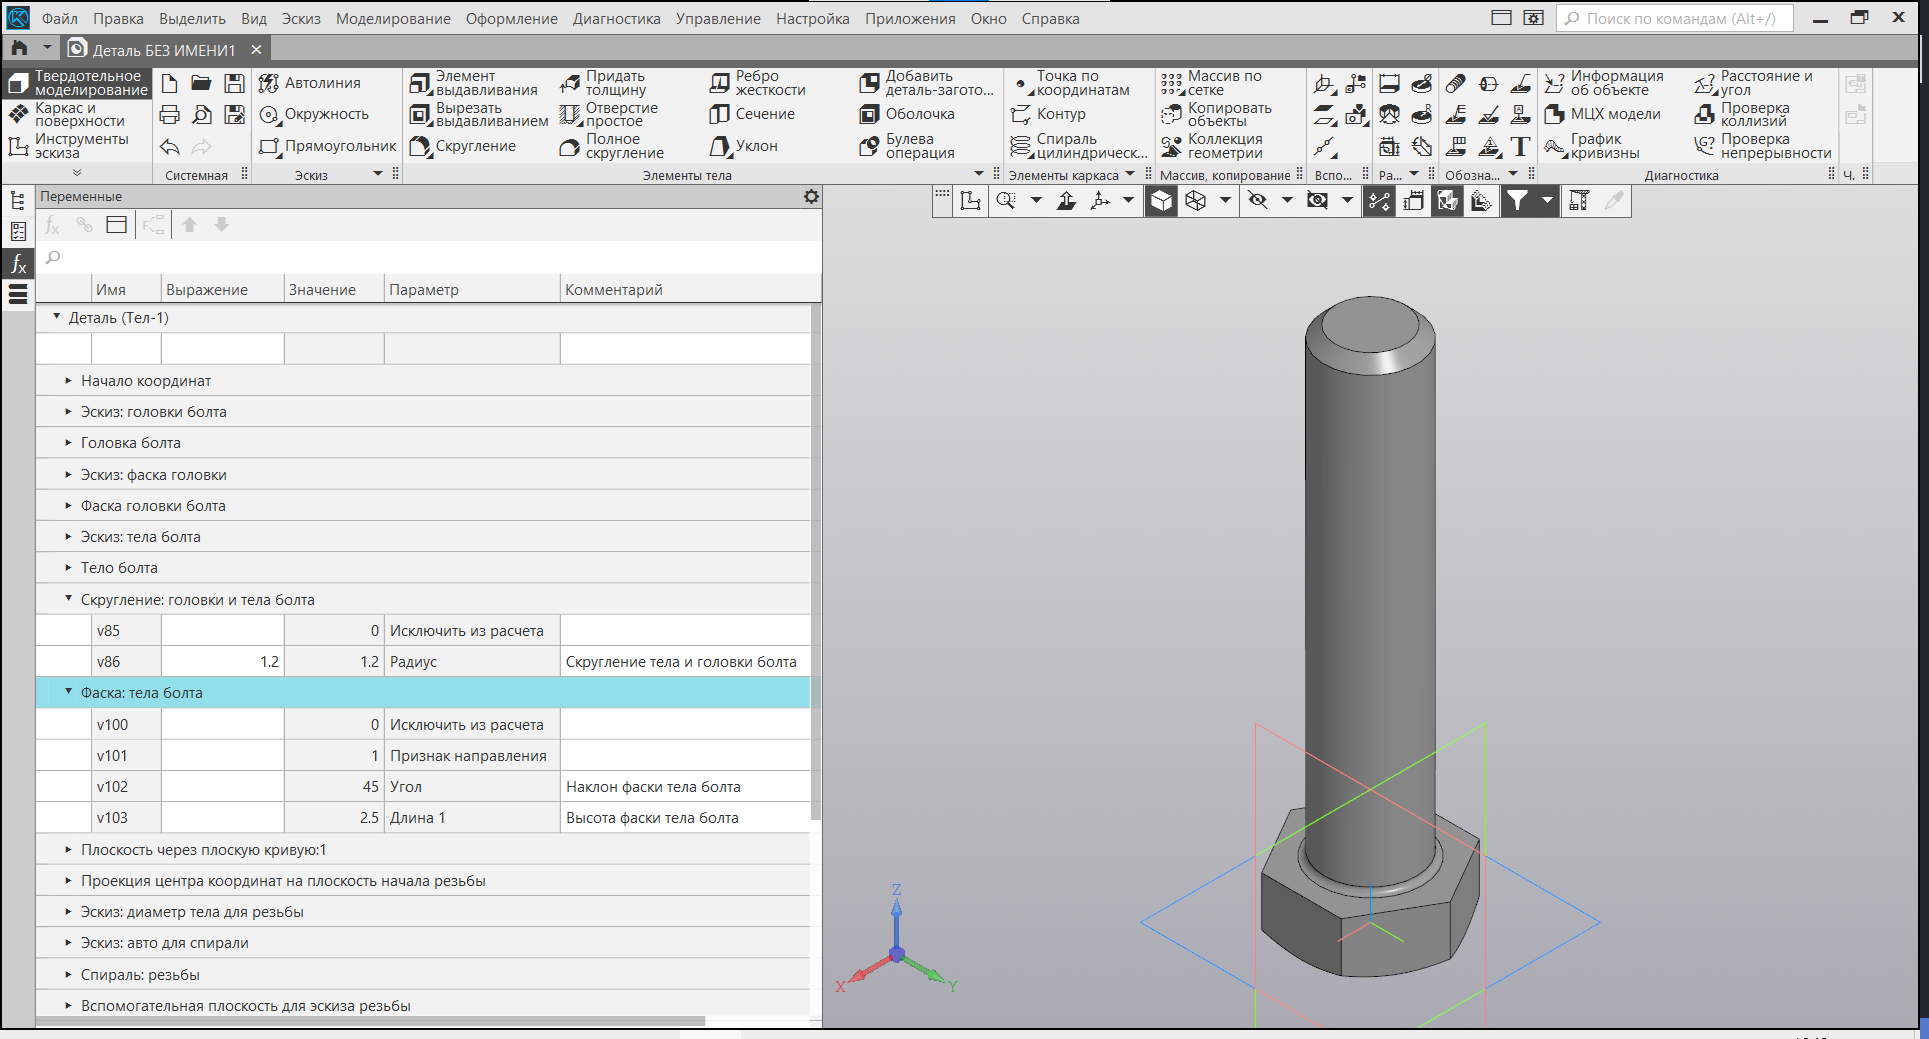 Файл Правка Выделить Вид Эскиз Моделирование Оформление Диагностика Управление Настройка Приложения Окно Справка Поиск по командам (Alt+/)
Деталь БЕЗ ИМЕНИ1
Твердотельное моделирование
Каркас и поверхности
Инструменты эскиза
Системная
Автолиния
Окружность
Прямоугольник
Эскиз
Элемент выдавливания
Вырезать выдавливанием
Скругление
Придать толщину
Отверстие простое
Полное скругление
Ребро жесткости
Сечение
Уклон
Добавить деталь-загото...
Оболочка
Булева операция
Элементы тела
Точка по координатам
Контур
Спираль цилиндрическ...
Элементы каркаса
Массив по сетке
Копировать объекты
Коллекция геометрии
Массив, копирование
Вспо...
Ра...
Обозна...
Информация об объекте
МЦХ модели
График кривизны
Расстояние и угол
Проверка коллизий
Проверка непрерывности
Диагностика
Ч.
Переменные
Имя Выражение Значение Параметр Комментарий
Деталь (Тел-1)
Начало координат
Эскиз: головки болта
Головка болта
Эскиз: фаска головки
Фаска головки болта
Эскиз: тела болта
Тело болта
Скругление: головки и тела болта
v85 0 Исключить из расчета
v86 1.2 1.2 Радиус Скругление тела и головки болта
Фаска: тела болта
v100 0 Исключить из расчета
v101 1 Признак направления
v102 45 Угол Наклон фаски тела болта
v103 2.5 Длина 1 Высота фаски тела болта
Плоскость через плоскую кривую:1
Проекция центра координат на плоскость начала резьбы
Эскиз: диаметр тела для резьбы
Эскиз: авто для спирали
Спираль: резьбы
Вспомогательная плоскость для эскиза резьбы
Z
X
Y